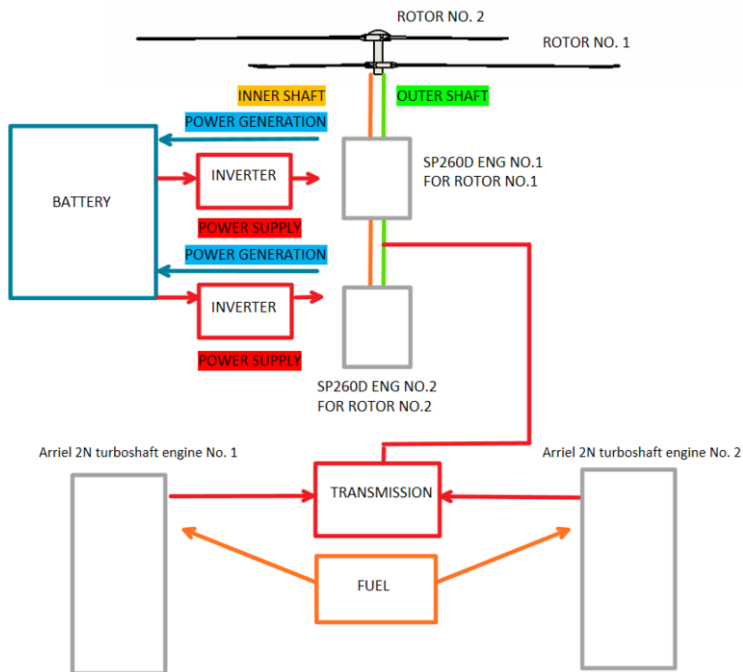 ROTOR NO. 2
ROTOR NO. 1
INNER SHAFT
OUTER SHAFT
POWER GENERATION
BATTERY
INVERTER
SP260D ENG NO.1
FOR ROTOR NO.1
POWER SUPPLY
POWER GENERATION
INVERTER
POWER SUPPLY
SP260D ENG NO.2
FOR ROTOR NO.2
Arriel 2N turboshaft engine No. 1
Arriel 2N turboshaft engine No. 2
TRANSMISSION
FUEL